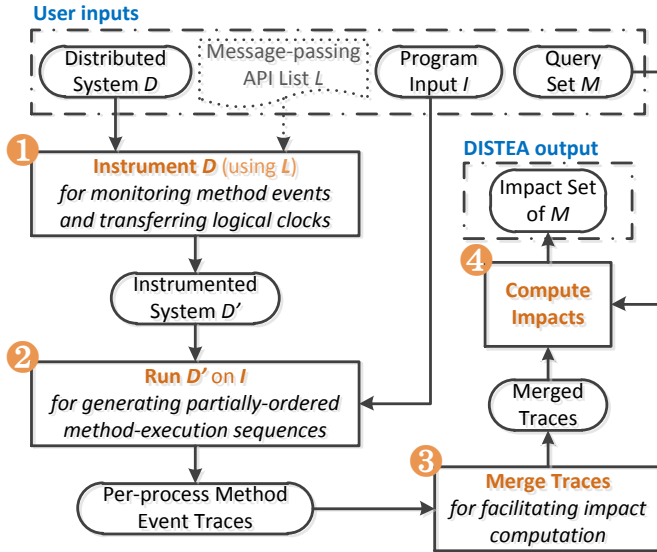 User inputs
Distributed
System D
Message-passing
API List L
Program
Input I
Query
Set M
1
Instrument D (using L)
for monitoring method events
and transferring logical clocks
Instrumented
System D'
2
Run D' on I
for generating partially-ordered
method-execution sequences
Per-process Method
Event Traces
3
Merge Traces
for facilitating impact
computation
Merged
Traces
4
Compute
Impacts
DISTEA output
Impact Set
of M